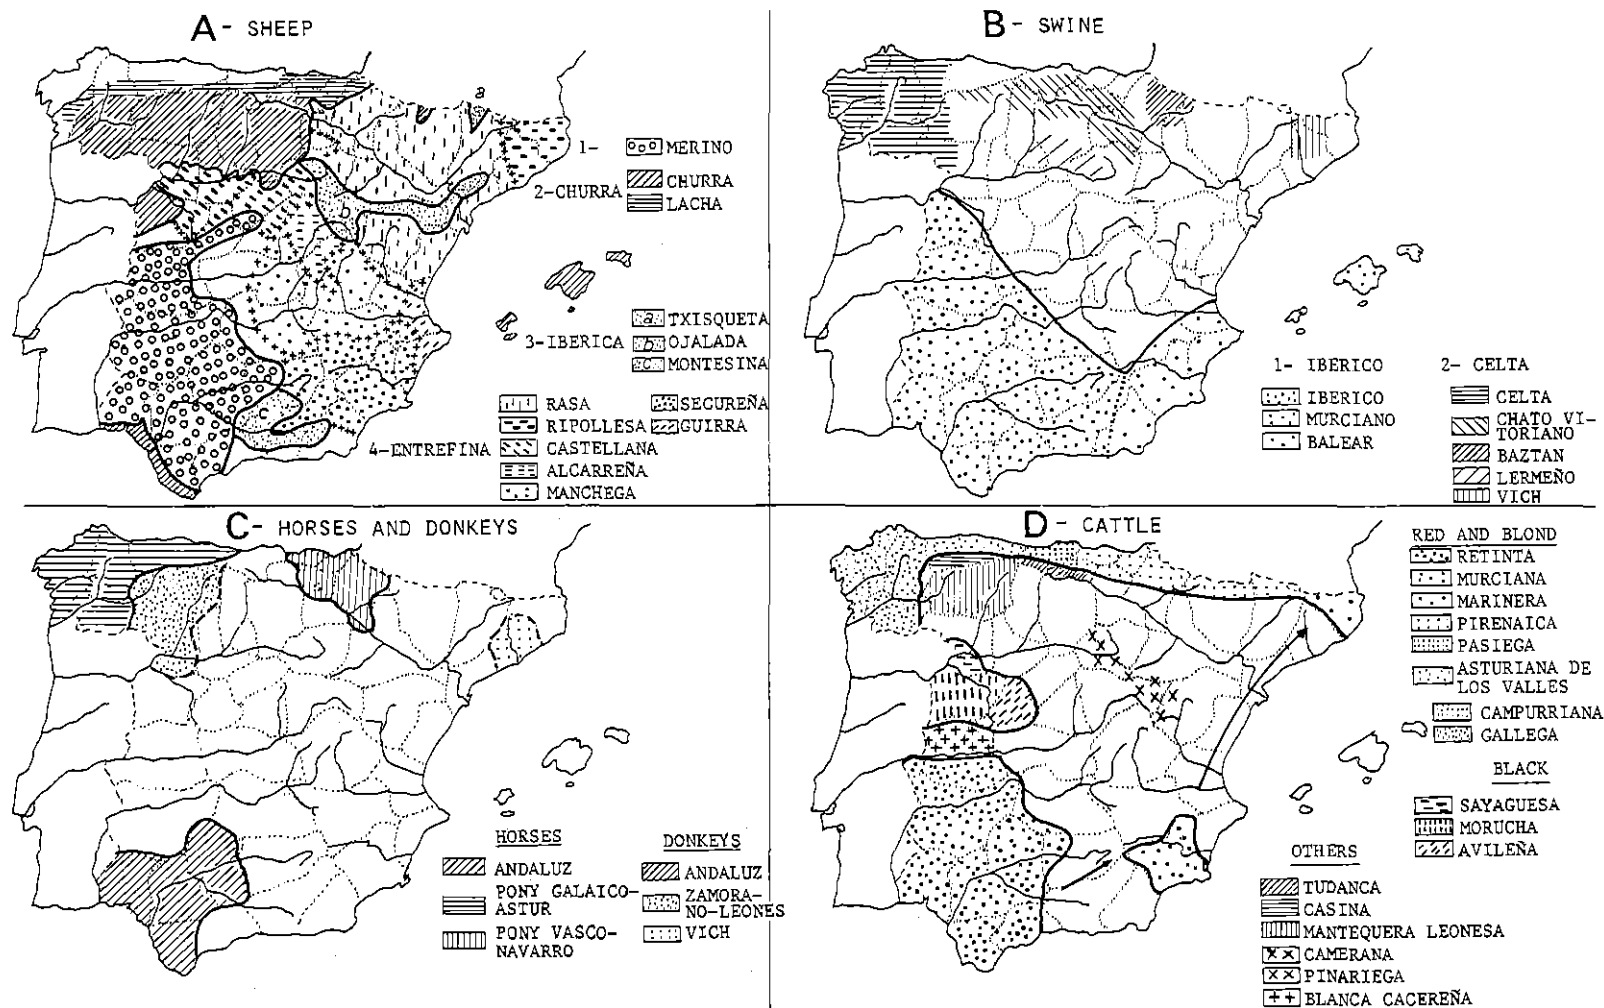 A- SHEEP
a
1- MERINO
CHURRA
2-CHURRA
LACHA
b
a TXISQUETA
3-IBERICA b OJALADA
c MONTESINA
c
RASA SEGUREÑA
RIPOLLESA GUIRRA
4-ENTREFINA CASTELLANA
ALCARREÑA
MANCHEGA
B- SWINE
1- IBERICO 2- CELTA
IBERICO
MURCIANO
BALEAR
CELTA
CHATO VI-
TORIANO
BAZTAN
LERMEÑO
VICH
C- HORSES AND DONKEYS
HORSES
ANDALUZ
PONY GALAICO-
ASTUR
PONY VASCO-
NAVARRO
DONKEYS
ANDALUZ
ZAMORA-
NO-LEONES
VICH
D- CATTLE
RED AND BLOND
RETINTA
MURCIANA
MARINERA
PIRENAICA
PASIEGA
ASTURIANA DE
LOS VALLES
CAMPURRIANA
GALLEGA
BLACK
SAYAGUESA
MORUCHA
AVILEÑA
OTHERS
TUDANCA
CASINA
MANTEQUERA LEONESA
CAMERANA
PINARIEGA
BLANCA CACEREÑA